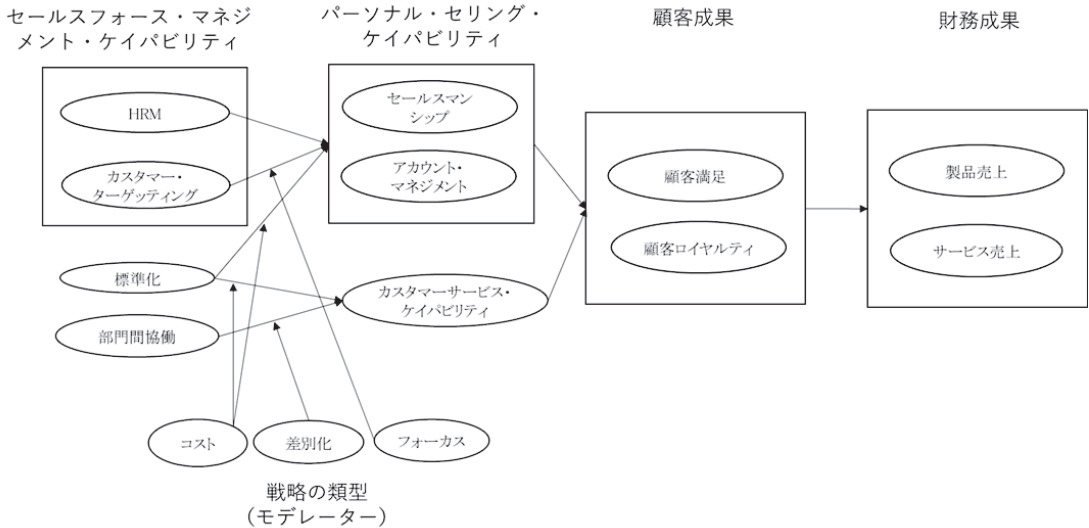 セールスフォース・マネジ
メント・ケイパビリティ
パーソナル・セリング・
ケイパビリティ
顧客成果
財務成果
HRM
カスタマー・
ターゲッティング
セールスマン
シップ
アカウント・
マネジメント
顧客満足
顧客ロイヤルティ
製品売上
サービス売上
標準化
部門間協働
カスタマーサービス・
ケイパビリティ
コスト
差別化
フォーカス
戦略の類型
(モデレーター)